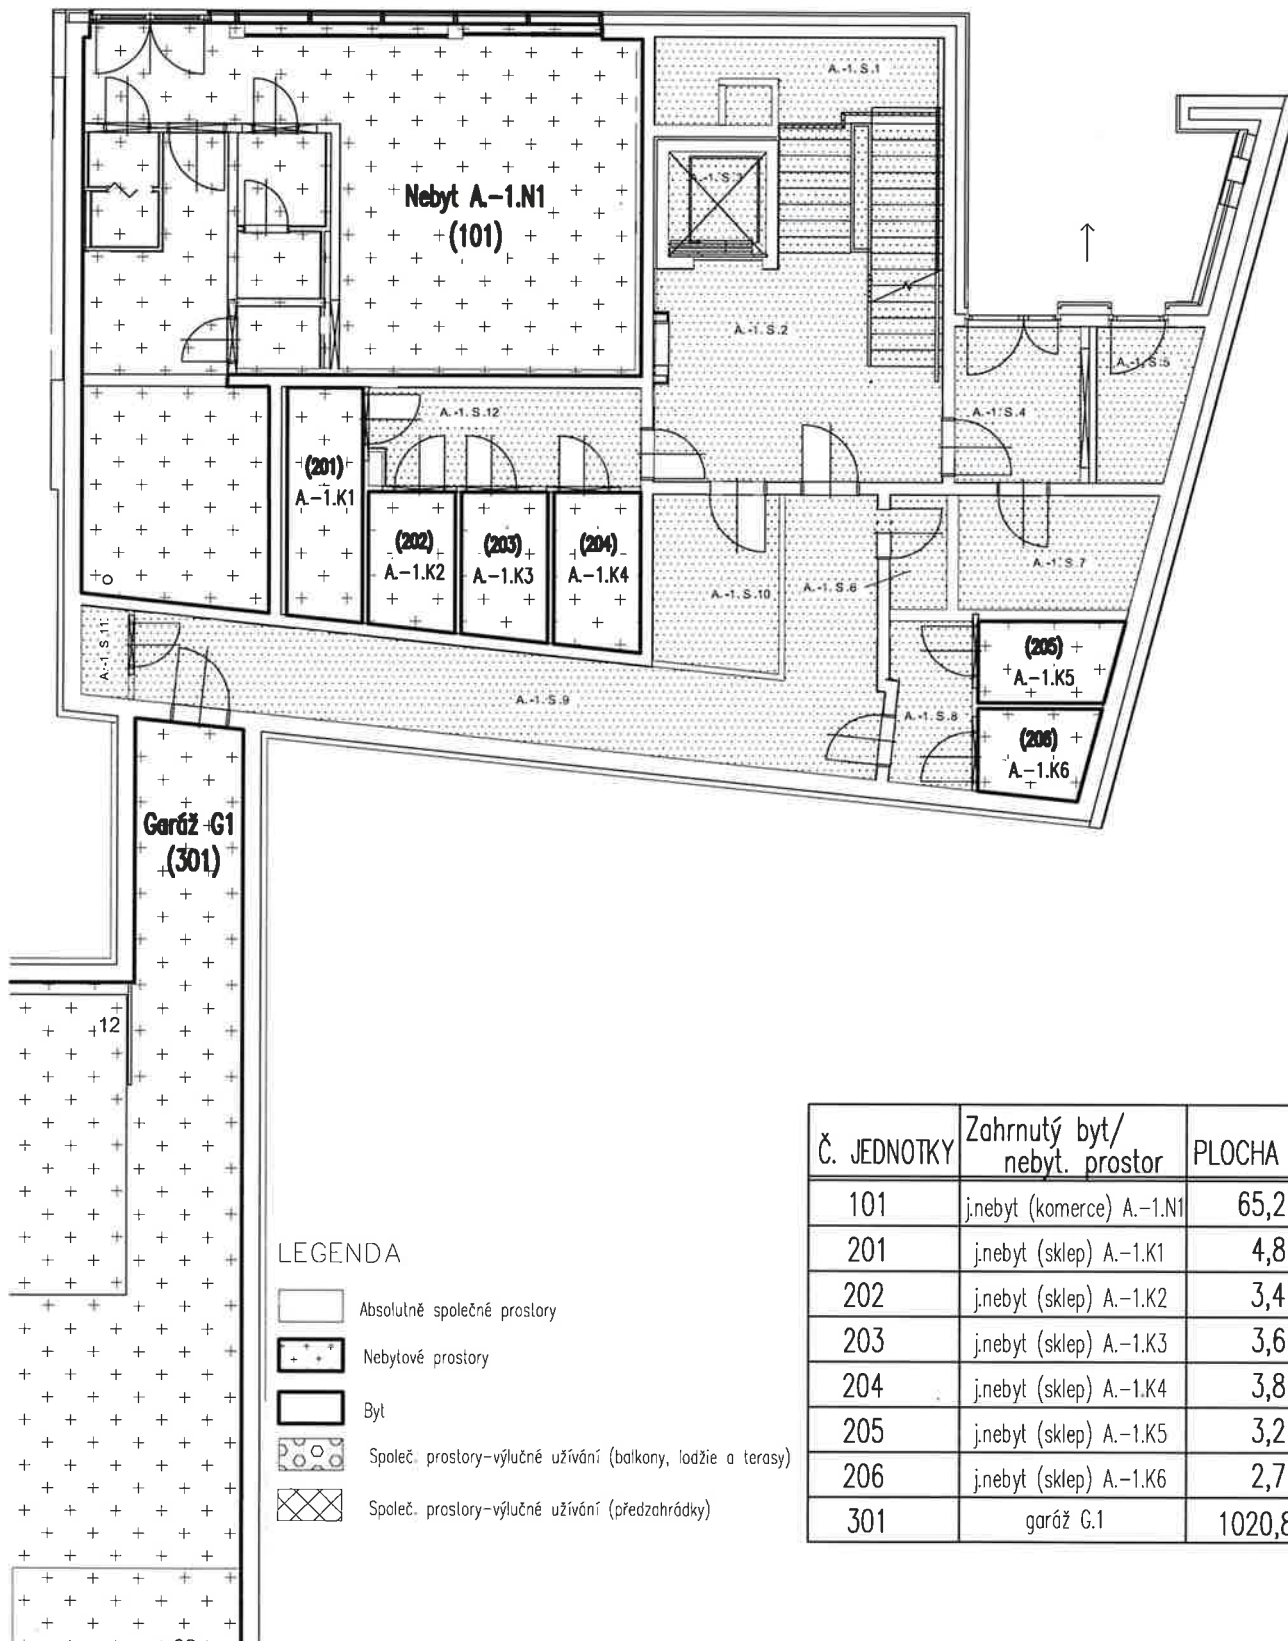 A.-1.S.1
A.-1.S.3
Nebyt A.-1.N1
(101)
A.-1.S.2
A.-1.S.5
A.-1.S.4
A.-1.S.12
(201)
A.-1.K1
(202)
A.-1.K2
(203)
A.-1.K3
(204)
A.-1.K4
A.-1.S.10
A.-1.S.6
A.-1.S.7
A.-1.S.11
(205)
A.-1.K5
A.-1.S.9
A.-1.S.8
(206)
A.-1.K6
Garáž G1
(301)
12
Č. JEDNOTKY Zahrnutý byt/ nebyt. prostor PLOCHA
101 j.nebyt (komerce) A.-1.N1 65,2
201 j.nebyt (sklep) A.-1.K1 4,8
202 j.nebyt (sklep) A.-1.K2 3,4
203 j.nebyt (sklep) A.-1.K3 3,6
204 j.nebyt (sklep) A.-1.K4 3,8
205 j.nebyt (sklep) A.-1.K5 3,2
206 j.nebyt (sklep) A.-1.K6 2,7
301 garáž G.1 1020,8
LEGENDA
Absolutně společné prostory
Nebytové prostory
Byt
Společ. prostory-výlučné užívání (balkony, lodžie a terasy)
Společ. prostory-výlučné užívání (předzahrádky)